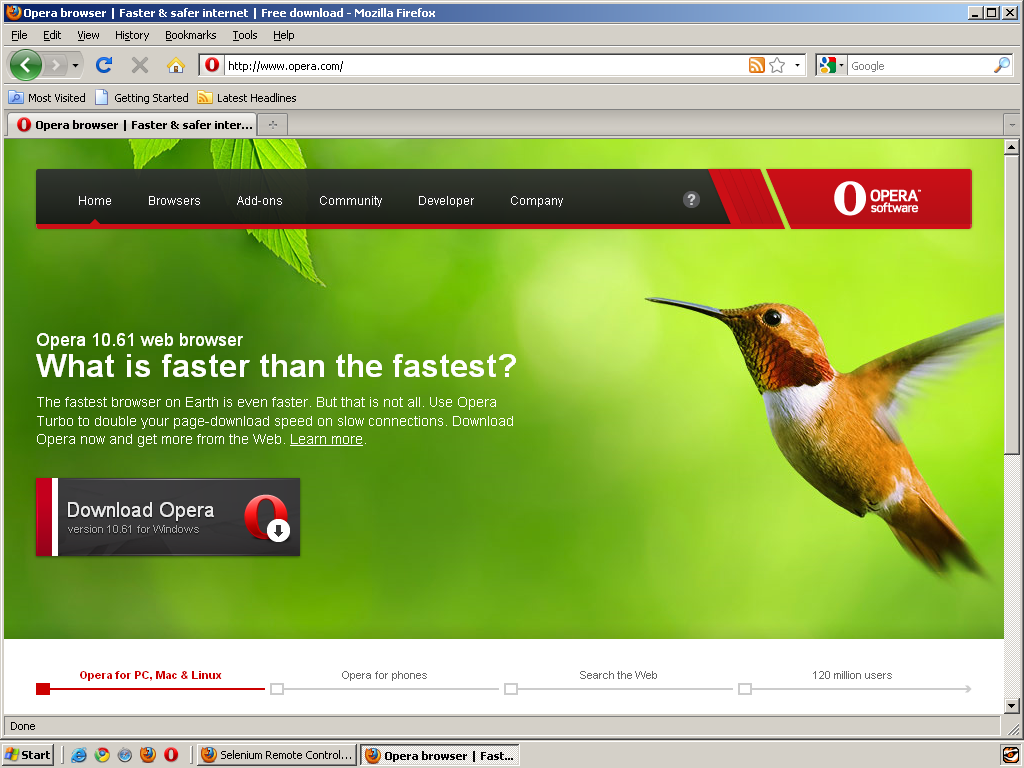 Opera browser | Faster & safer internet | Free download - Mozilla Firefox
File Edit View History Bookmarks Tools Help
http://www.opera.com/
Google
Most Visited Getting Started Latest Headlines
Opera browser | Faster & safer inter...
Home Browsers Add-ons Community Developer Company ?
OPERA™
software
Opera 10.61 web browser
What is faster than the fastest?
The fastest browser on Earth is even faster. But that is not all. Use Opera
Turbo to double your page-download speed on slow connections. Download
Opera now and get more from the Web. Learn more.
Download Opera
version 10.61 for Windows
Opera for PC, Mac & Linux Opera for phones Search the Web 120 million users
Done
Start Selenium Remote Control... Opera browser | Fast...